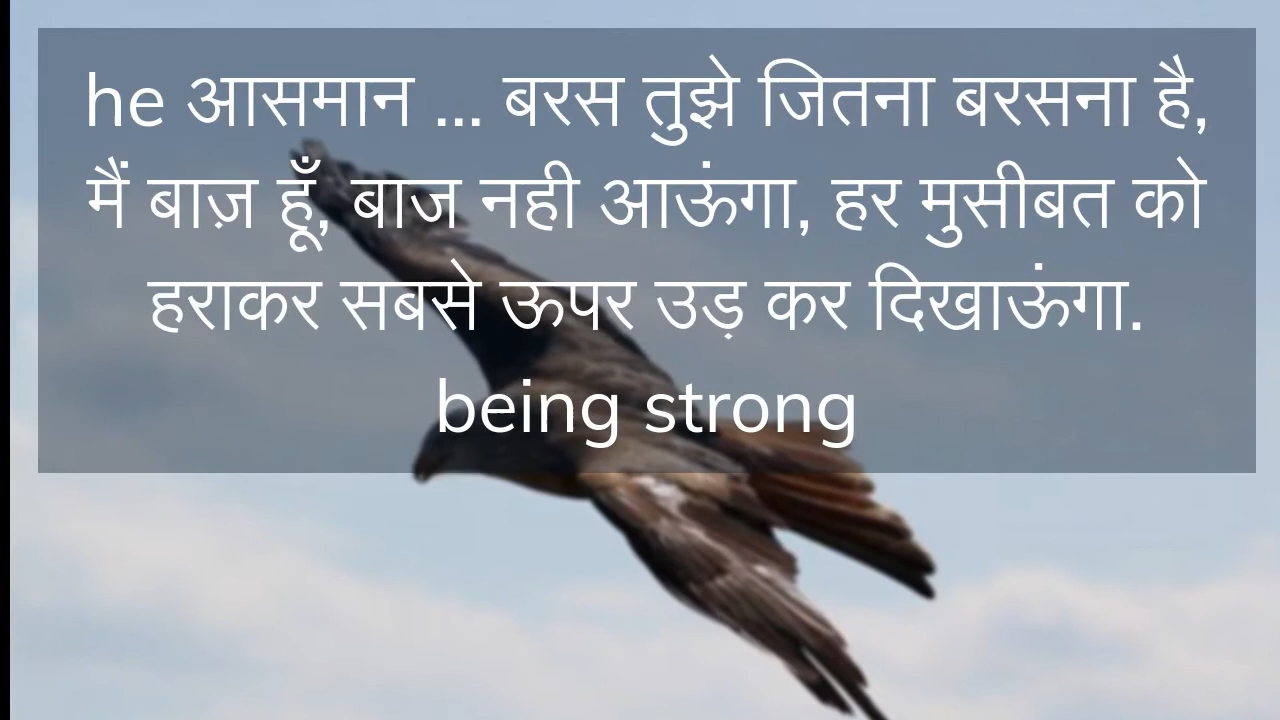 he आसमान ... बरस तुझे जितना बरसना है,
मैं बाज़ हूँ, बाज नही आऊंगा, हर मुसीबत को
हराकर सबसे ऊपर उड़ कर दिखाऊंगा.
being strong